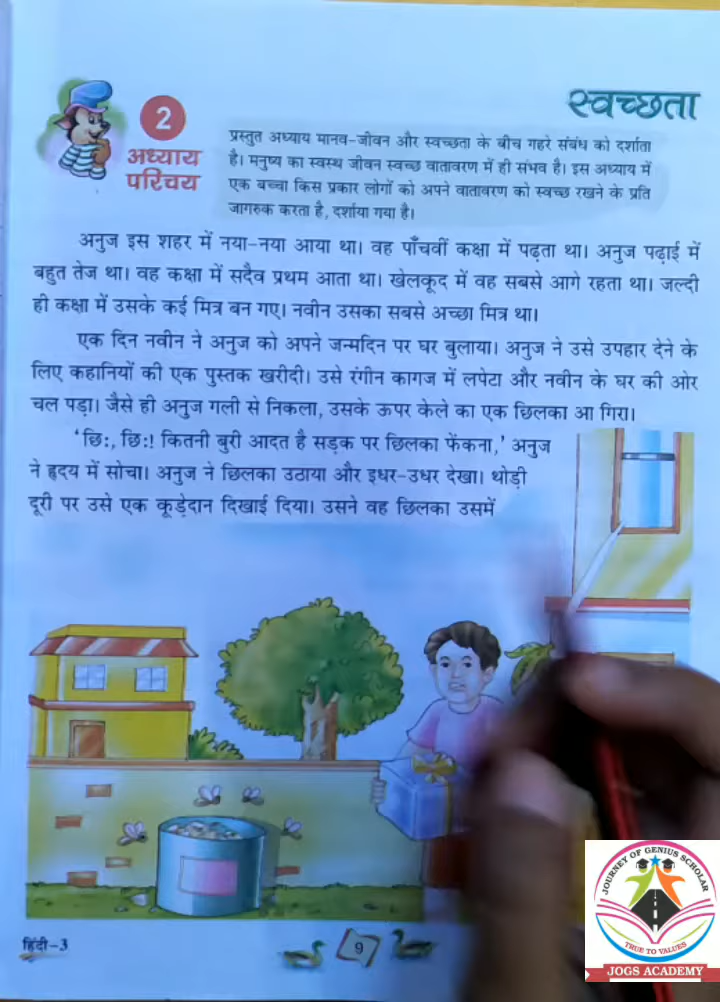 स्वच्छता
2
अध्याय
परिचय
प्रस्तुत अध्याय मानव-जीवन और स्वच्छता के बीच गहरे संबंध को दर्शाता
है। मनुष्य का स्वस्थ जीवन स्वच्छ वातावरण में ही संभव है। इस अध्याय में
एक बच्चा किस प्रकार लोगों को अपने वातावरण को स्वच्छ रखने के प्रति
जागरुक करता है, दर्शाया गया है।
अनुज इस शहर में नया-नया आया था। वह पाँचवीं कक्षा में पढ़ता था। अनुज पढ़ाई में
बहुत तेज था। वह कक्षा में सदैव प्रथम आता था। खेलकूद में वह सबसे आगे रहता था। जल्दी
ही कक्षा में उसके कई मित्र बन गए। नवीन उसका सबसे अच्छा मित्र था।
एक दिन नवीन ने अनुज को अपने जन्मदिन पर घर बुलाया। अनुज ने उसे उपहार देने के
लिए कहानियों की एक पुस्तक खरीदी। उसे रंगीन कागज में लपेटा और नवीन के घर की ओर
चल पड़ा। जैसे ही अनुज गली से निकला, उसके ऊपर केले का एक छिलका आ गिरा।
'छिः, छिः! कितनी बुरी आदत है सड़क पर छिलका फेंकना,' अनुज
ने हृदय में सोचा। अनुज ने छिलका उठाया और इधर-उधर देखा। थोड़ी
दूरी पर उसे एक कूड़ेदान दिखाई दिया। उसने वह छिलका उसमें
हिंदी-3
9
JOURNEY OF GENIUS SCHOLAR
TRUE TO VALUES
JOGS ACADEMY